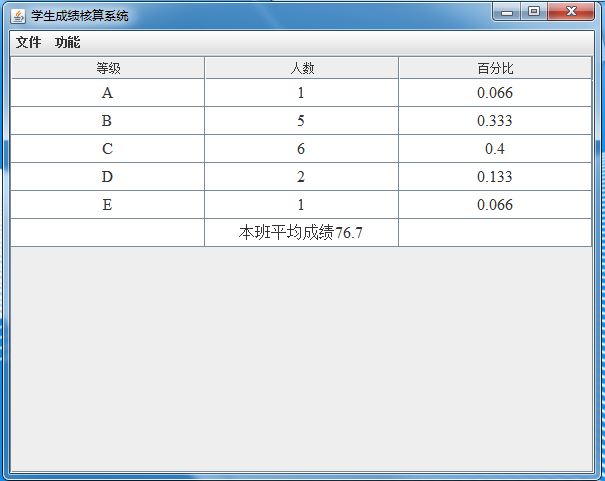 学生成绩核算系统
文件 功能
等级 人数 百分比
A 1 0.066
B 5 0.333
C 6 0.4
D 2 0.133
E 1 0.066
本班平均成绩76.7